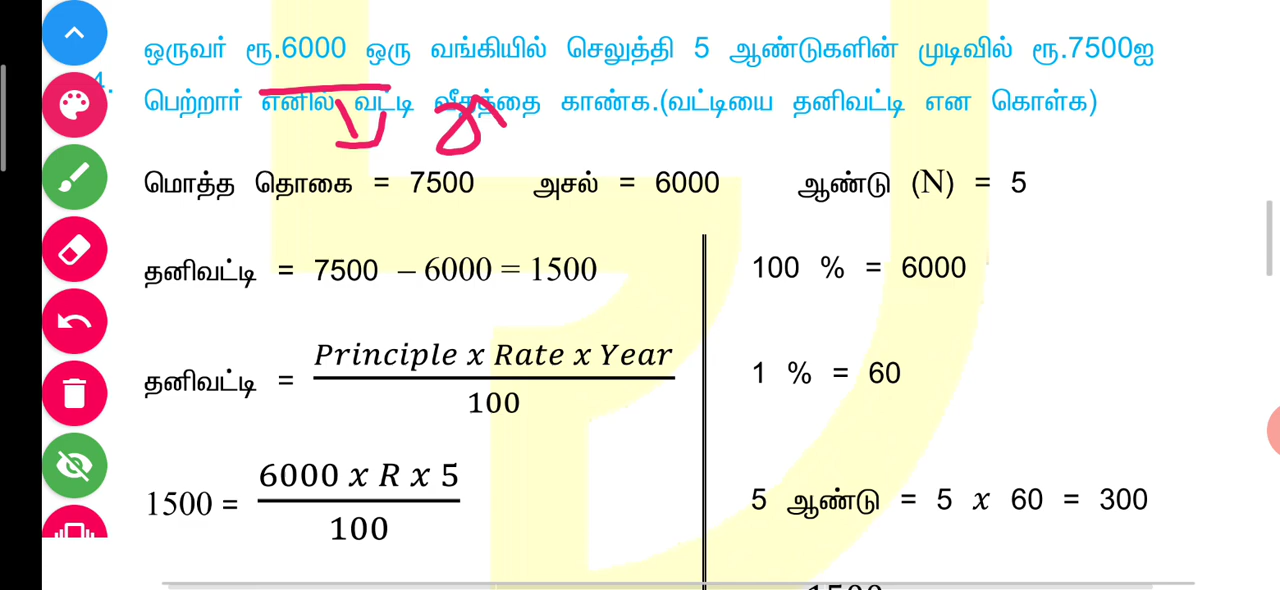 ஒருவர் ரூ.6000 ஒரு வங்கியில் செலுத்தி 5 ஆண்டுகளின் முடிவில் ரூ.7500ஐ
4.
பெற்றார் எனில் வட்டி வீதத்தை காண்க.(வட்டியை தனிவட்டி என கொள்க)
மொத்த தொகை = 7500 அசல் = 6000 ஆண்டு (N) = 5
தனிவட்டி = 7500 – 6000 = 1500
தனிவட்டி = Principle x Rate x Year
100
1500 = 6000 x R x 5
100
100 % = 6000
1 % = 60
5 ஆண்டு = 5 x 60 = 300
1500